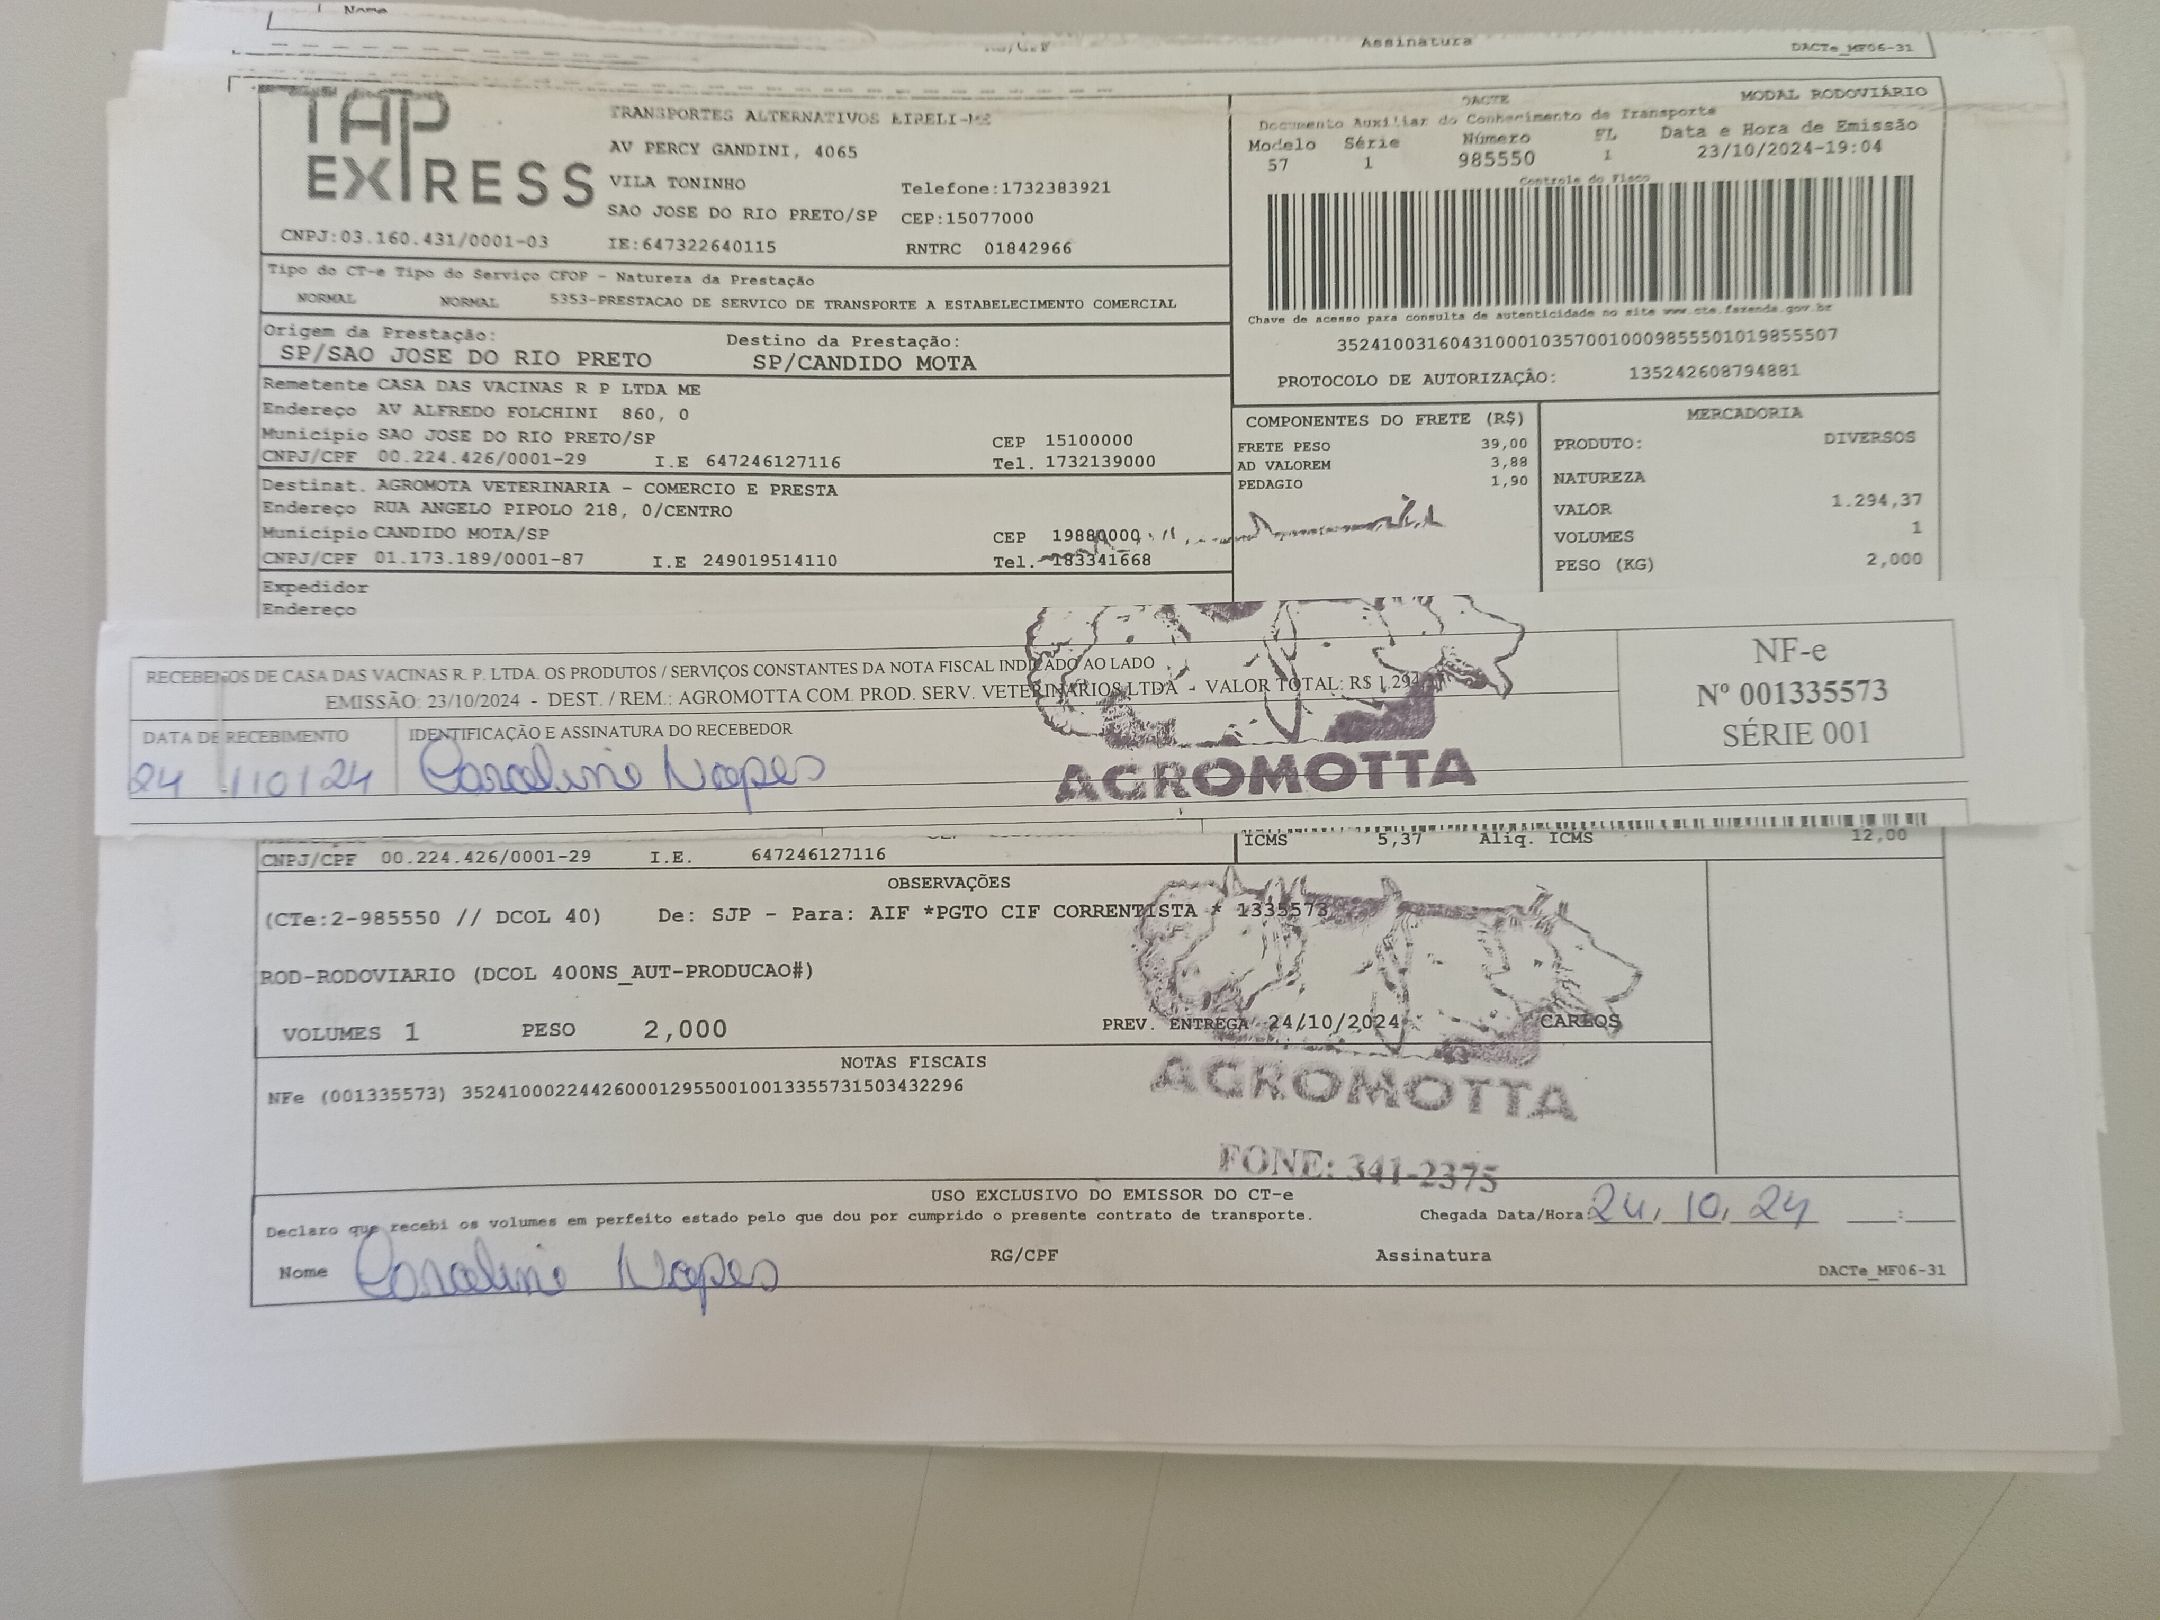 Nome
Assinatura
DACTe_MF06-31
TAP EXPRESS
TRANSPORTES ALTERNATIVOS EIRELI-ME
AV PERCY GANDINI, 4065
VILA TONINHO Telefone:1732383921
SAO JOSE DO RIO PRETO/SP CEP:15077000
CNPJ:03.160.431/0001-03 IE:647322640115 RNTRC 01842966
DACTE MODAL RODOVIÁRIO
Documento Auxiliar do Conhecimento de Transporte
Modelo Série Número FL Data e Hora de Emissão
57 1 985550 1 23/10/2024-19:04
Controle do Fisco
Chave de acesso para consulta de autenticidade no site www.cte.fazenda.gov.br
35241003160431000103570010009855501019855507
PROTOCOLO DE AUTORIZAÇÃO: 135242608794881
Tipo do CT-e Tipo do Serviço CFOP - Natureza da Prestação
NORMAL NORMAL 5353-PRESTACAO DE SERVICO DE TRANSPORTE A ESTABELECIMENTO COMERCIAL
Origem da Prestação: Destino da Prestação:
SP/SAO JOSE DO RIO PRETO SP/CANDIDO MOTA
Remetente CASA DAS VACINAS R P LTDA ME
Endereço AV ALFREDO FOLCHINI 860, 0
Município SAO JOSE DO RIO PRETO/SP CEP 15100000
CNPJ/CPF 00.224.426/0001-29 I.E 647246127116 Tel. 1732139000
Destinat. AGROMOTA VETERINARIA - COMERCIO E PRESTA
Endereço RUA ANGELO PIPOLO 218, 0/CENTRO
Município CANDIDO MOTA/SP CEP 19880000
CNPJ/CPF 01.173.189/0001-87 I.E 249019514110 Tel. 183341668
Expedidor
Endereço
COMPONENTES DO FRETE (R$)
FRETE PESO 39,00
AD VALOREM 3,88
PEDAGIO 1,90
MERCADORIA
PRODUTO: DIVERSOS
NATUREZA
VALOR 1.294,37
VOLUMES 1
PESO (KG) 2,000
RECEBEMOS DE CASA DAS VACINAS R. P. LTDA. OS PRODUTOS / SERVIÇOS CONSTANTES DA NOTA FISCAL INDICADO AO LADO
EMISSÃO: 23/10/2024 - DEST. / REM.: AGROMOTTA COM. PROD. SERV. VETERINARIOS LTDA - VALOR TOTAL: R$ 1.294
DATA DE RECEBIMENTO IDENTIFICAÇÃO E ASSINATURA DO RECEBEDOR
24 /10/24
AGROMOTTA
NF-e
Nº 001335573
SÉRIE 001
CNPJ/CPF 00.224.426/0001-29 I.E. 647246127116
ICMS 5,37 Aliq. ICMS 12,00
OBSERVAÇÕES
(CTe:2-985550 // DCOL 40) De: SJP - Para: AIF *PGTO CIF CORRENTISTA * 1335573
ROD-RODOVIARIO (DCOL 400NS_AUT-PRODUCAO#)
VOLUMES 1 PESO 2,000 PREV. ENTREGA 24/10/2024 CARLOS
NOTAS FISCAIS
NFe (001335573) 35241000224426000129550010013355731503432296
AGROMOTTA
FONE: 341-2375
USO EXCLUSIVO DO EMISSOR DO CT-e
Declaro que recebi os volumes em perfeito estado pelo que dou por cumprido o presente contrato de transporte. Chegada Data/Hora: 24, 10, 24 ___:___
Nome RG/CPF Assinatura
DACTe_MF06-31